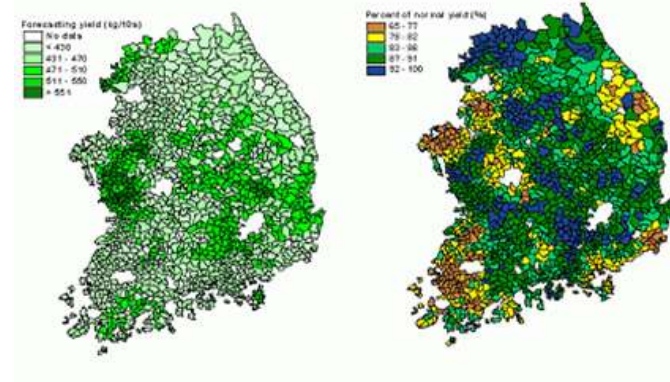 Forecasting yield (kg/10a)
No data
< 430
431 - 470
471 - 510
511 - 550
> 551
Percent of normal yield (%)
65 - 77
78 - 82
83 - 86
87 - 91
92 - 100